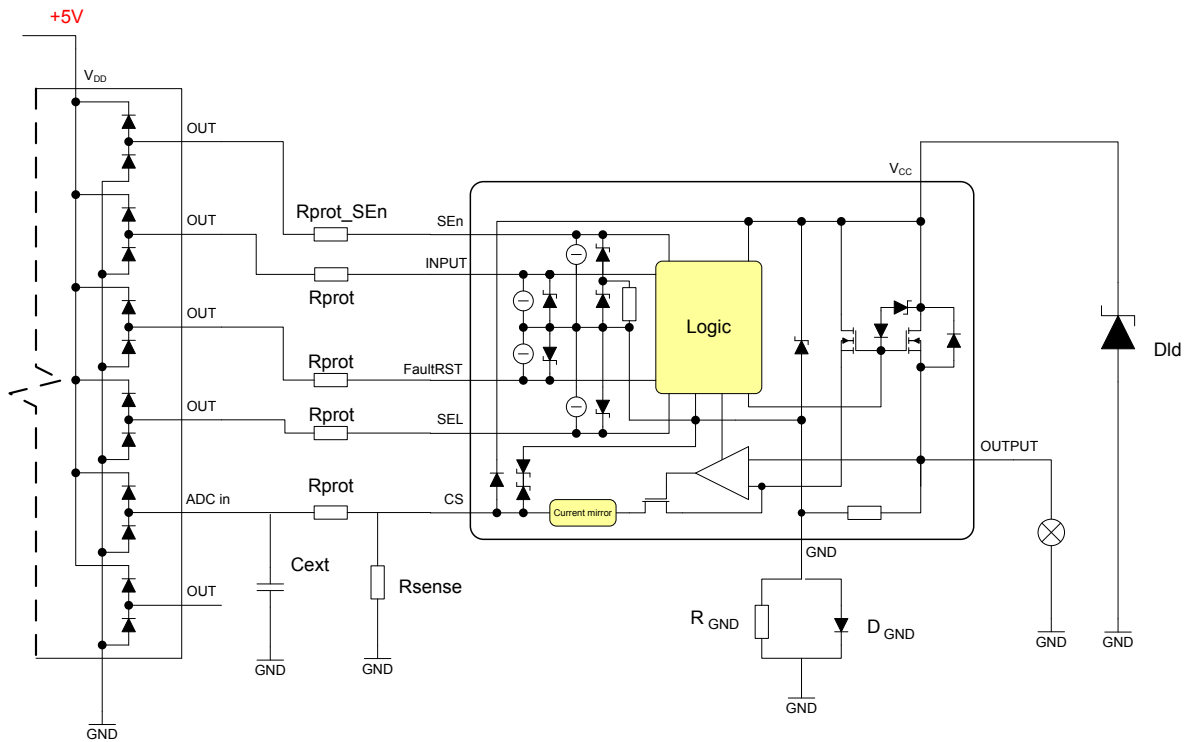 +5V
VDD
OUT
VCC
Rprot_SEn
SEn
OUT
INPUT
Rprot
OUT
Logic
Dld
Rprot
FaultRST
OUT
Rprot
SEL
OUTPUT
ADC in
Rprot
CS
Current mirror
GND
Cext
Rsense
OUT
R GND
D GND
GND
GND
GND
GND
GND
GND